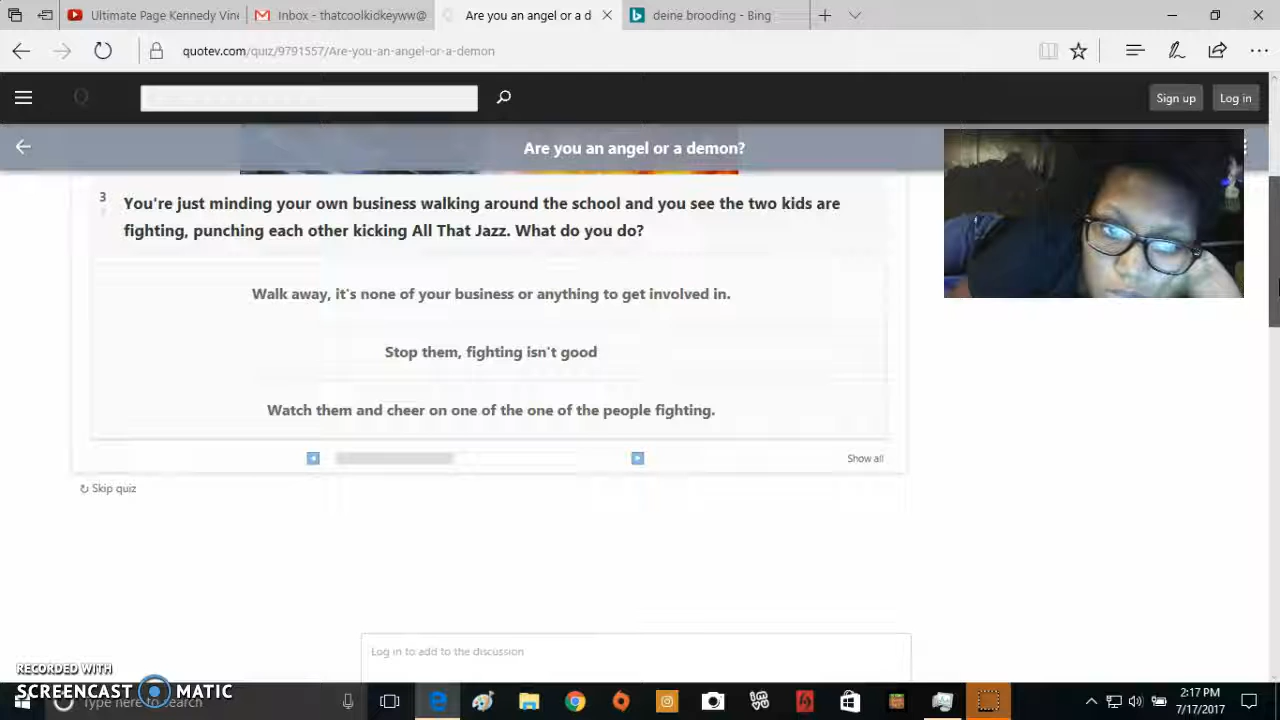 Ultimate Page Kennedy Vine
Inbox - thatcoolkidkeyww@
Are you an angel or a d
deine brooding - Bing
quotev.com/quiz/9791557/Are-you-an-angel-or-a-demon
Q
Sign up
Log in
Are you an angel or a demon?
3
You're just minding your own business walking around the school and you see the two kids are
fighting, punching each other kicking All That Jazz. What do you do?
Walk away, it's none of your business or anything to get involved in.
Stop them, fighting isn't good
Watch them and cheer on one of the one of the people fighting.
Show all
Skip quiz
Log in to add to the discussion
RECORDED WITH
SCREENCAST MATIC
Type here to search
2:17 PM
7/17/2017